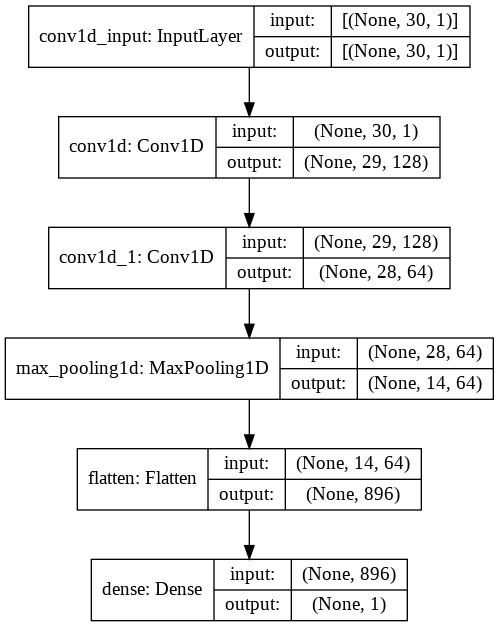 conv1d_input: InputLayer
input:
[(None, 30, 1)]
output:
[(None, 30, 1)]
conv1d: Conv1D
input:
(None, 30, 1)
output:
(None, 29, 128)
conv1d_1: Conv1D
input:
(None, 29, 128)
output:
(None, 28, 64)
max_pooling1d: MaxPooling1D
input:
(None, 28, 64)
output:
(None, 14, 64)
flatten: Flatten
input:
(None, 14, 64)
output:
(None, 896)
dense: Dense
input:
(None, 896)
output:
(None, 1)